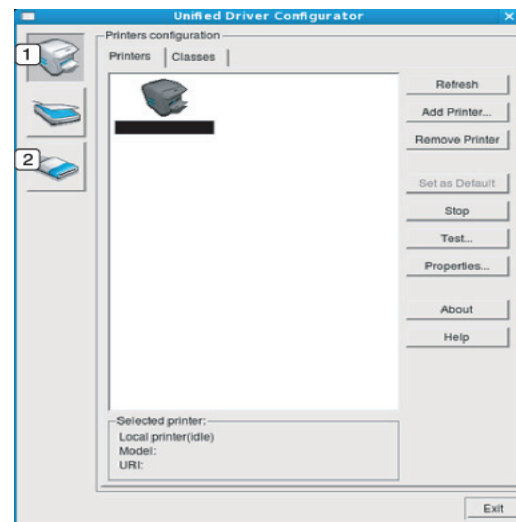 Unified Driver Configurator
Printers configuration
1
Printers
Classes
2
Refresh
Add Printer...
Remove Printer
Set as Default
Stop
Test...
Properties...
About
Help
Selected printer:
Local printer(idle)
Model:
URI:
Exit